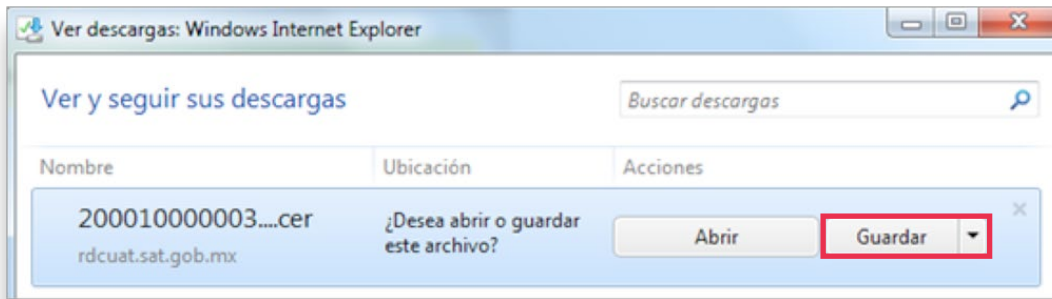 Ver descargas: Windows Internet Explorer
Ver y seguir sus descargas
Buscar descargas
Nombre
Ubicación
Acciones
200010000003....cer
rdcuat.sat.gob.mx
¿Desea abrir o guardar
este archivo?
Abrir
Guardar